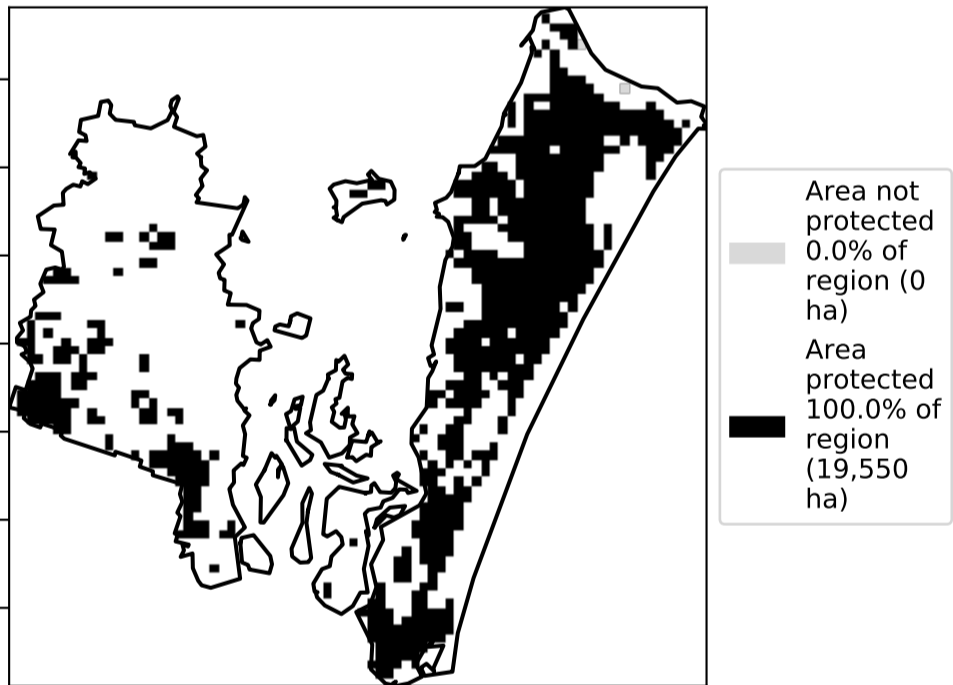 Area not
protected
0.0% of
region (0
ha)
Area
protected
100.0% of
region
(19,550
ha)